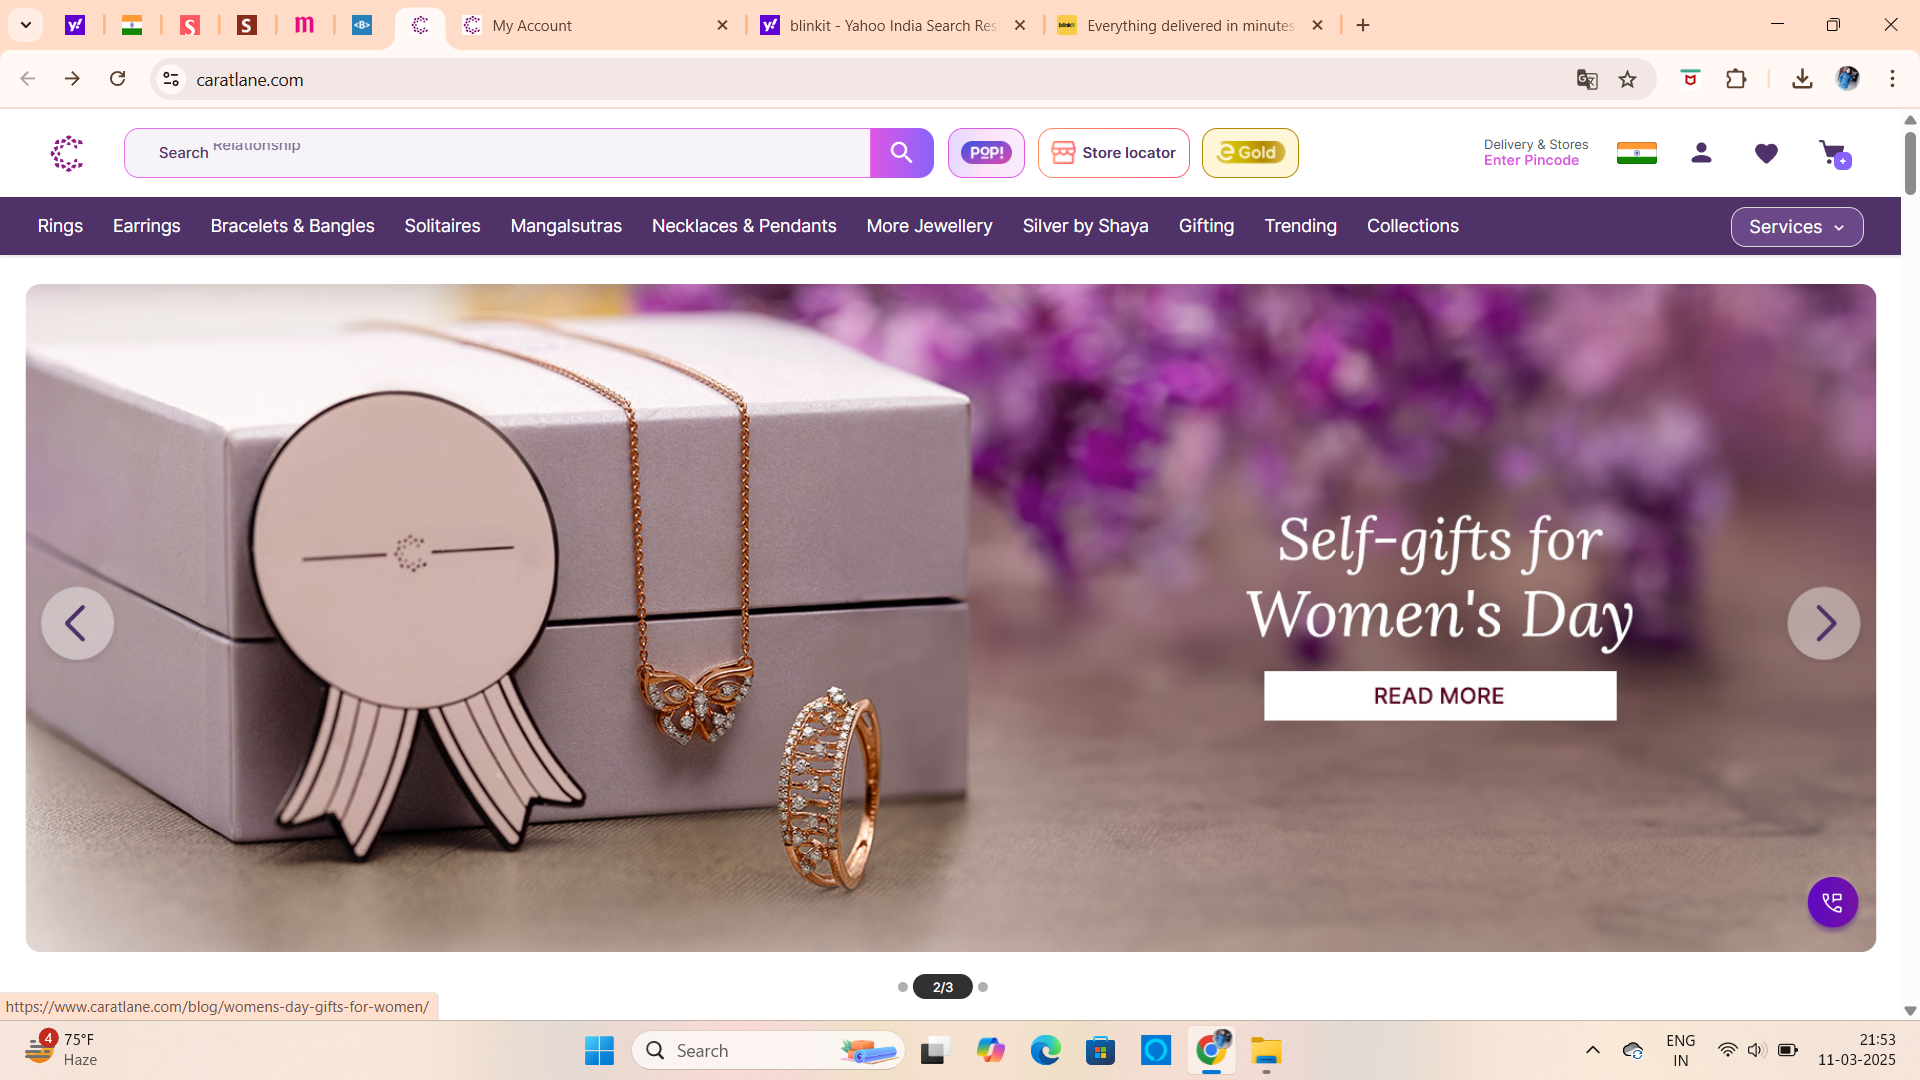 My Account
blinkit - Yahoo India Search Res
Everything delivered in minutes
caratlane.com
Search Relationship
POP!
Store locator
eGold
Delivery & Stores
Enter Pincode
Rings
Earrings
Bracelets & Bangles
Solitaires
Mangalsutras
Necklaces & Pendants
More Jewellery
Silver by Shaya
Gifting
Trending
Collections
Services
Self-gifts for
Women's Day
READ MORE
2/3
https://www.caratlane.com/blog/womens-day-gifts-for-women/
4
75°F
Haze
Search
ENG
IN
21:53
11-03-2025